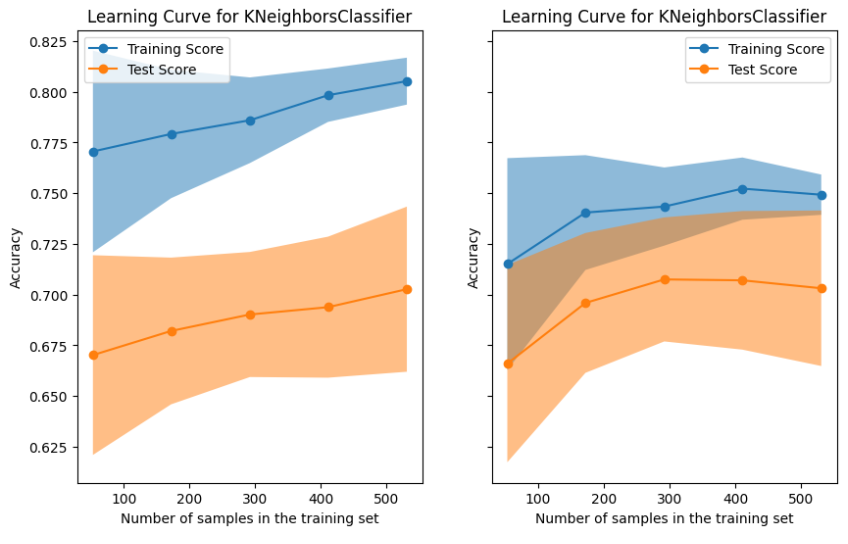 Learning Curve for KNeighborsClassifier
Training Score
Test Score
0.825
0.800
0.775
0.750
0.725
0.700
0.675
0.650
0.625
Accuracy
100 200 300 400 500
Number of samples in the training set
Learning Curve for KNeighborsClassifier
Training Score
Test Score
Accuracy
100 200 300 400 500
Number of samples in the training set